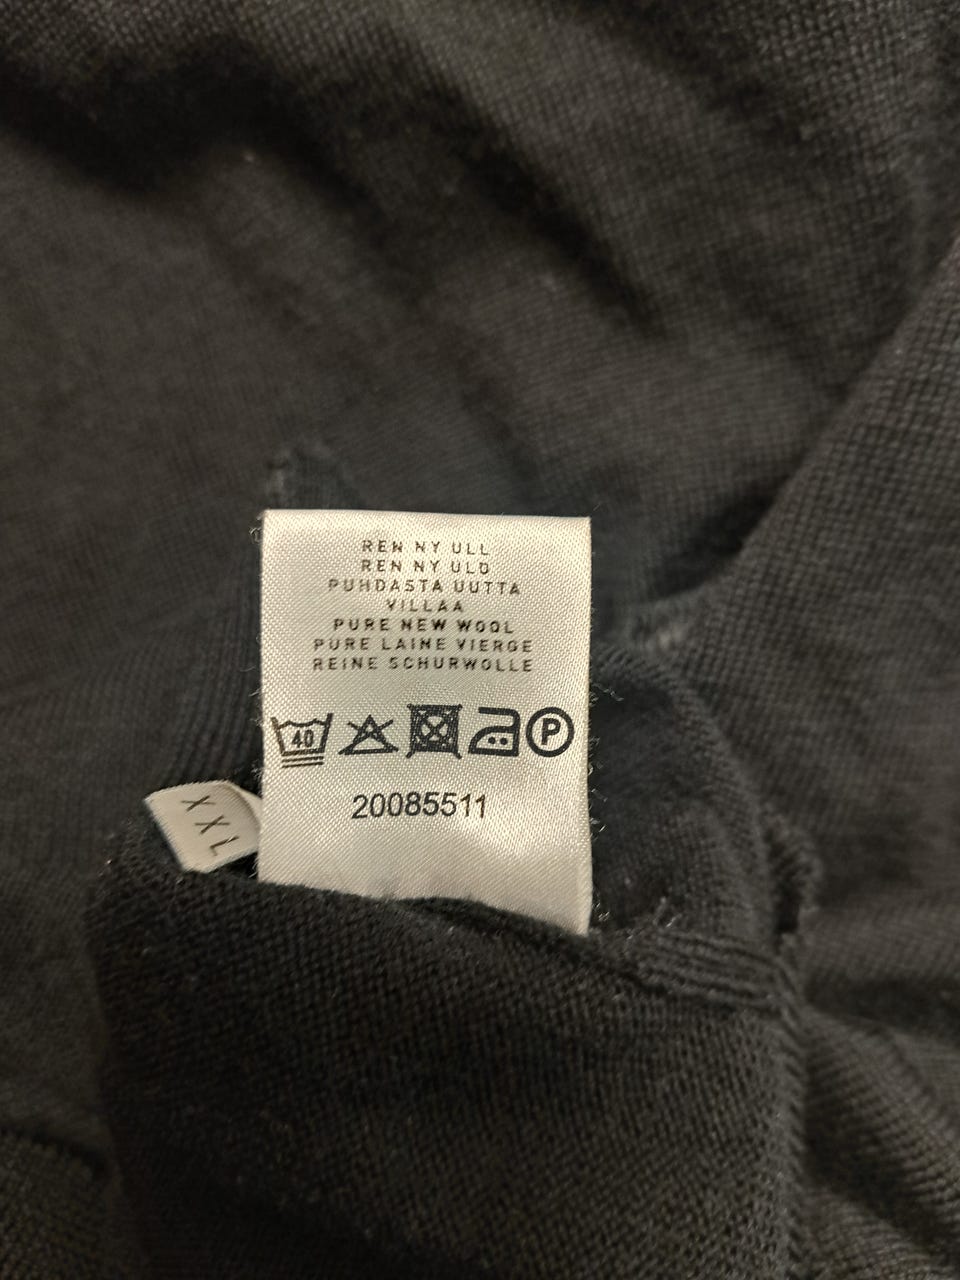 REN NY ULL
REN NY ULD
PUHDASTA UUTTA
VILLAA
PURE NEW WOOL
PURE LAINE VIERGE
REINE SCHURWOLLE
40
P
20085511
XXL